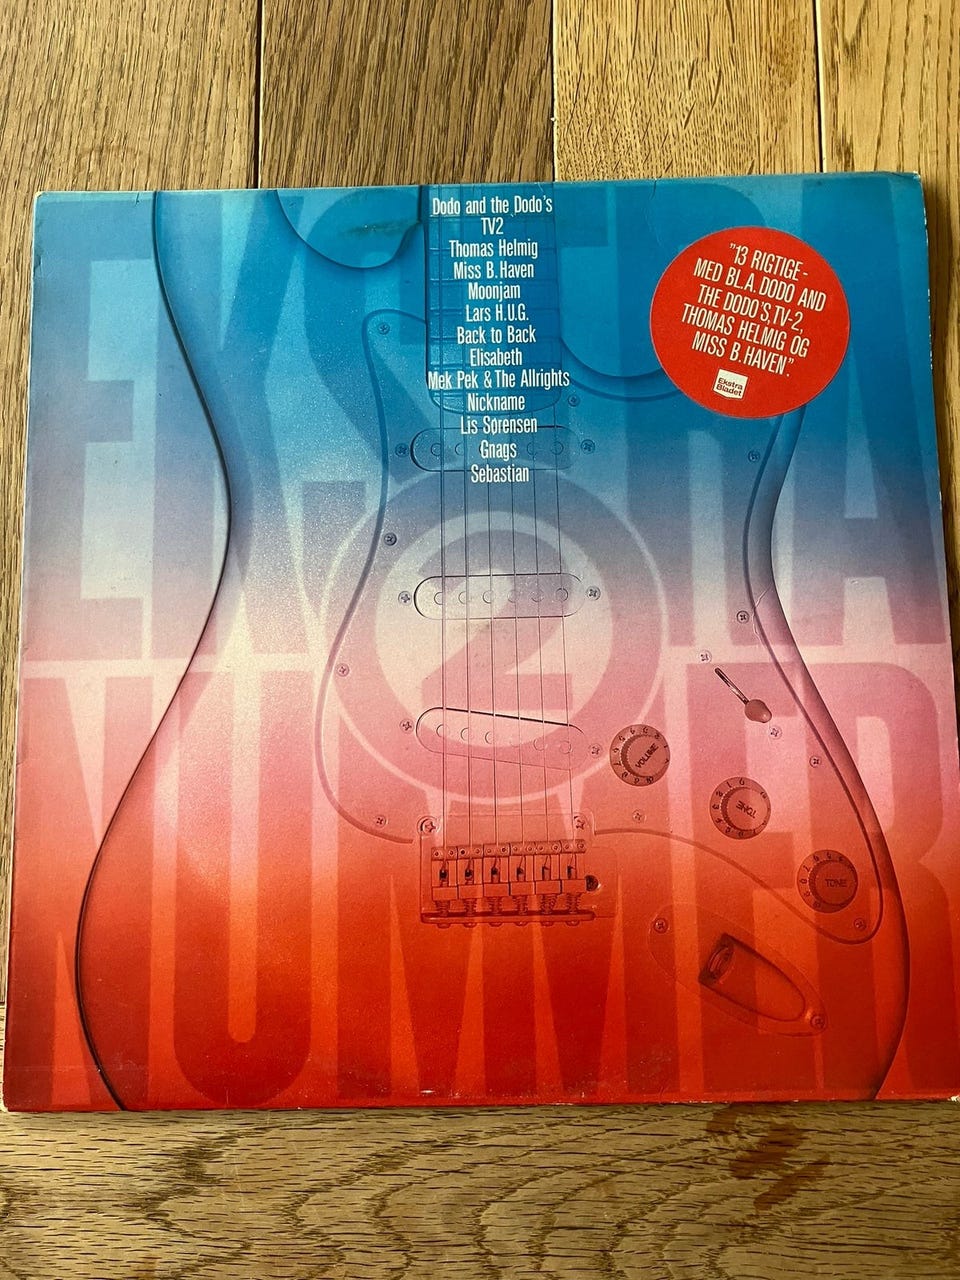 EKSTRA
NUMMER
2
Dodo and the Dodo's
TV2
Thomas Helmig
Miss B. Haven
Moonjam
Lars H.U.G.
Back to Back
Elisabeth
Mek Pek & The Allrights
Nickname
Lis Sørensen
Gnags
Sebastian
"13 RIGTIGE -
MED BL.A. DODO AND
THE DODO'S, TV-2,
THOMAS HELMIG OG
MISS B. HAVEN".
Ekstra
Bladet
VOLUME
TONE
TONE